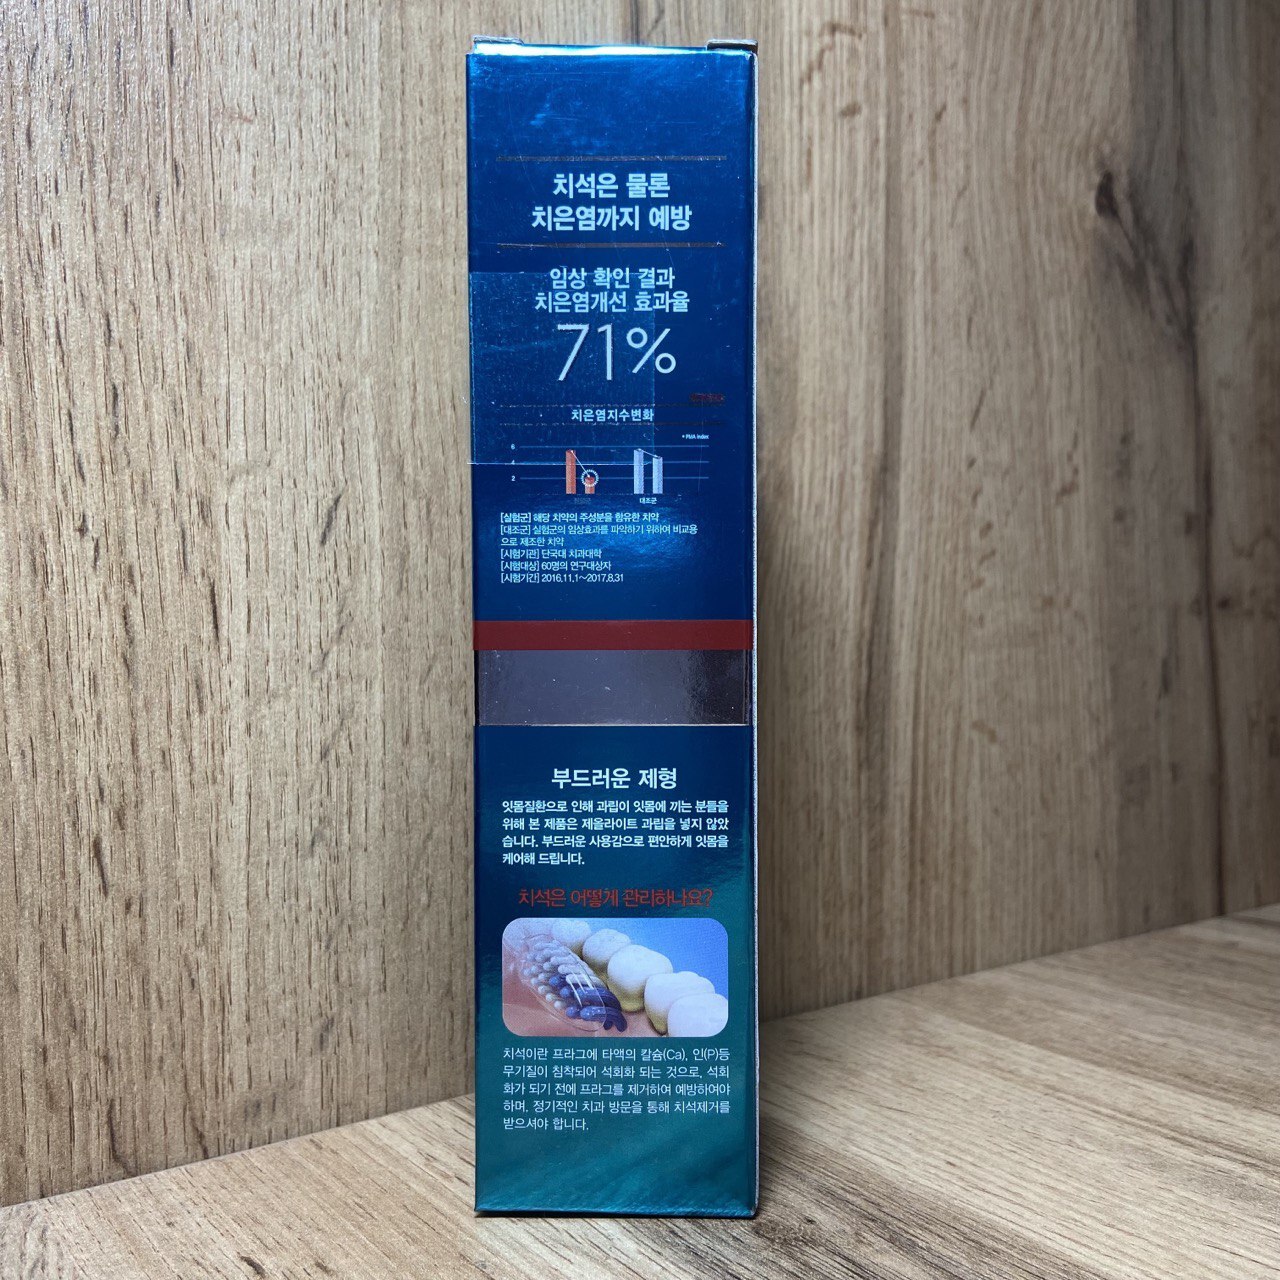 치석은 물론
치은염까지 예방
임상 확인 결과
치은염개선 효과율
71%
치은염지수변화
* PMA index
6
4
2
대조군
[실험군] 해당 치약의 주성분을 함유한 치약
[대조군] 실험군의 임상효과를 파악하기 위하여 비교용
으로 제조한 치약
[시험기관] 단국대 치과대학
[시험대상] 60명의 연구대상자
[시험기간] 2016.11.1~2017.8.31
부드러운 제형
잇몸질환으로 인해 과립이 잇몸에 끼는 분들을
위해 본 제품은 제올라이트 과립을 넣지 않았
습니다. 부드러운 사용감으로 편안하게 잇몸을
케어해 드립니다.
치석은 어떻게 관리하나요?
치석이란 프라그에 타액의 칼슘(Ca), 인(P)등
무기질이 침착되어 석회화 되는 것으로, 석회
화가 되기 전에 프라그를 제거하여 예방하여야
하며, 정기적인 치과 방문을 통해 치석제거를
받으셔야 합니다.